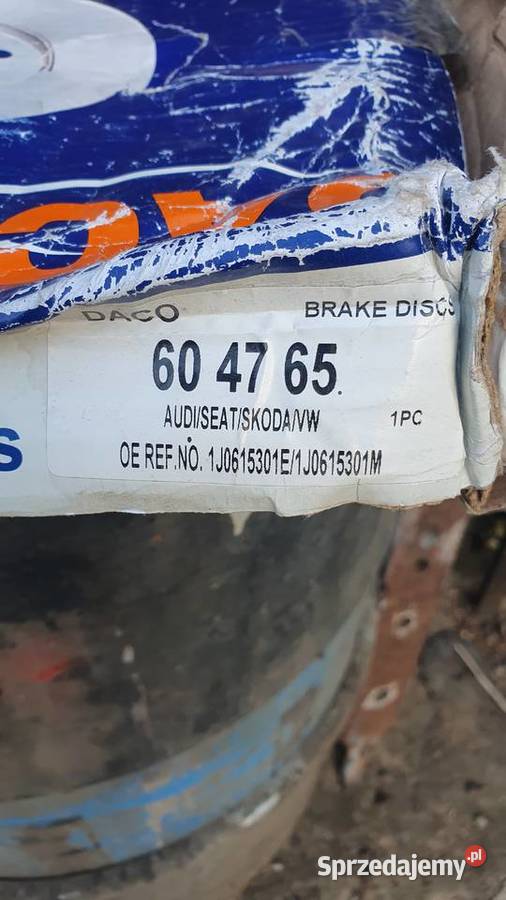 DACO BRAKE DISCS
60 47 65.
AUDI/SEAT/SKODA/VW 1PC
OE REF.NO. 1J0615301E/1J0615301M
S
Sprzedajemy.pl